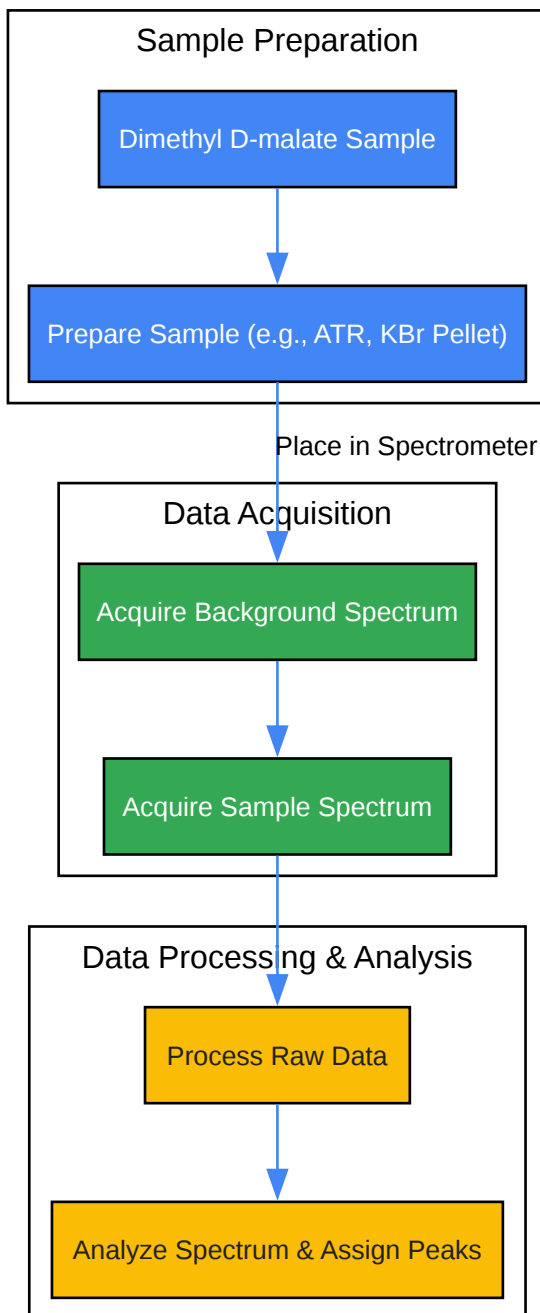 Sample Preparation
Dimethyl D-malate Sample
Prepare Sample (e.g., ATR, KBr Pellet)
Place in Spectrometer
Data Acquisition
Acquire Background Spectrum
Acquire Sample Spectrum
Data Processing & Analysis
Process Raw Data
Analyze Spectrum & Assign Peaks